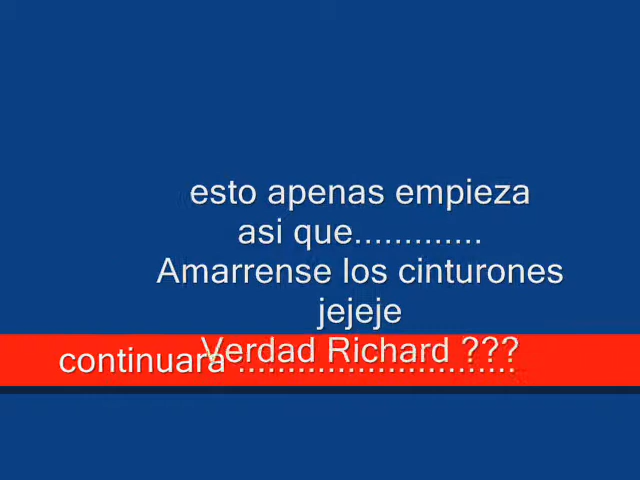 esto apenas empieza
asi que.............
Amarrense los cinturones
jejeje
Verdad Richard ???
continuara ............................